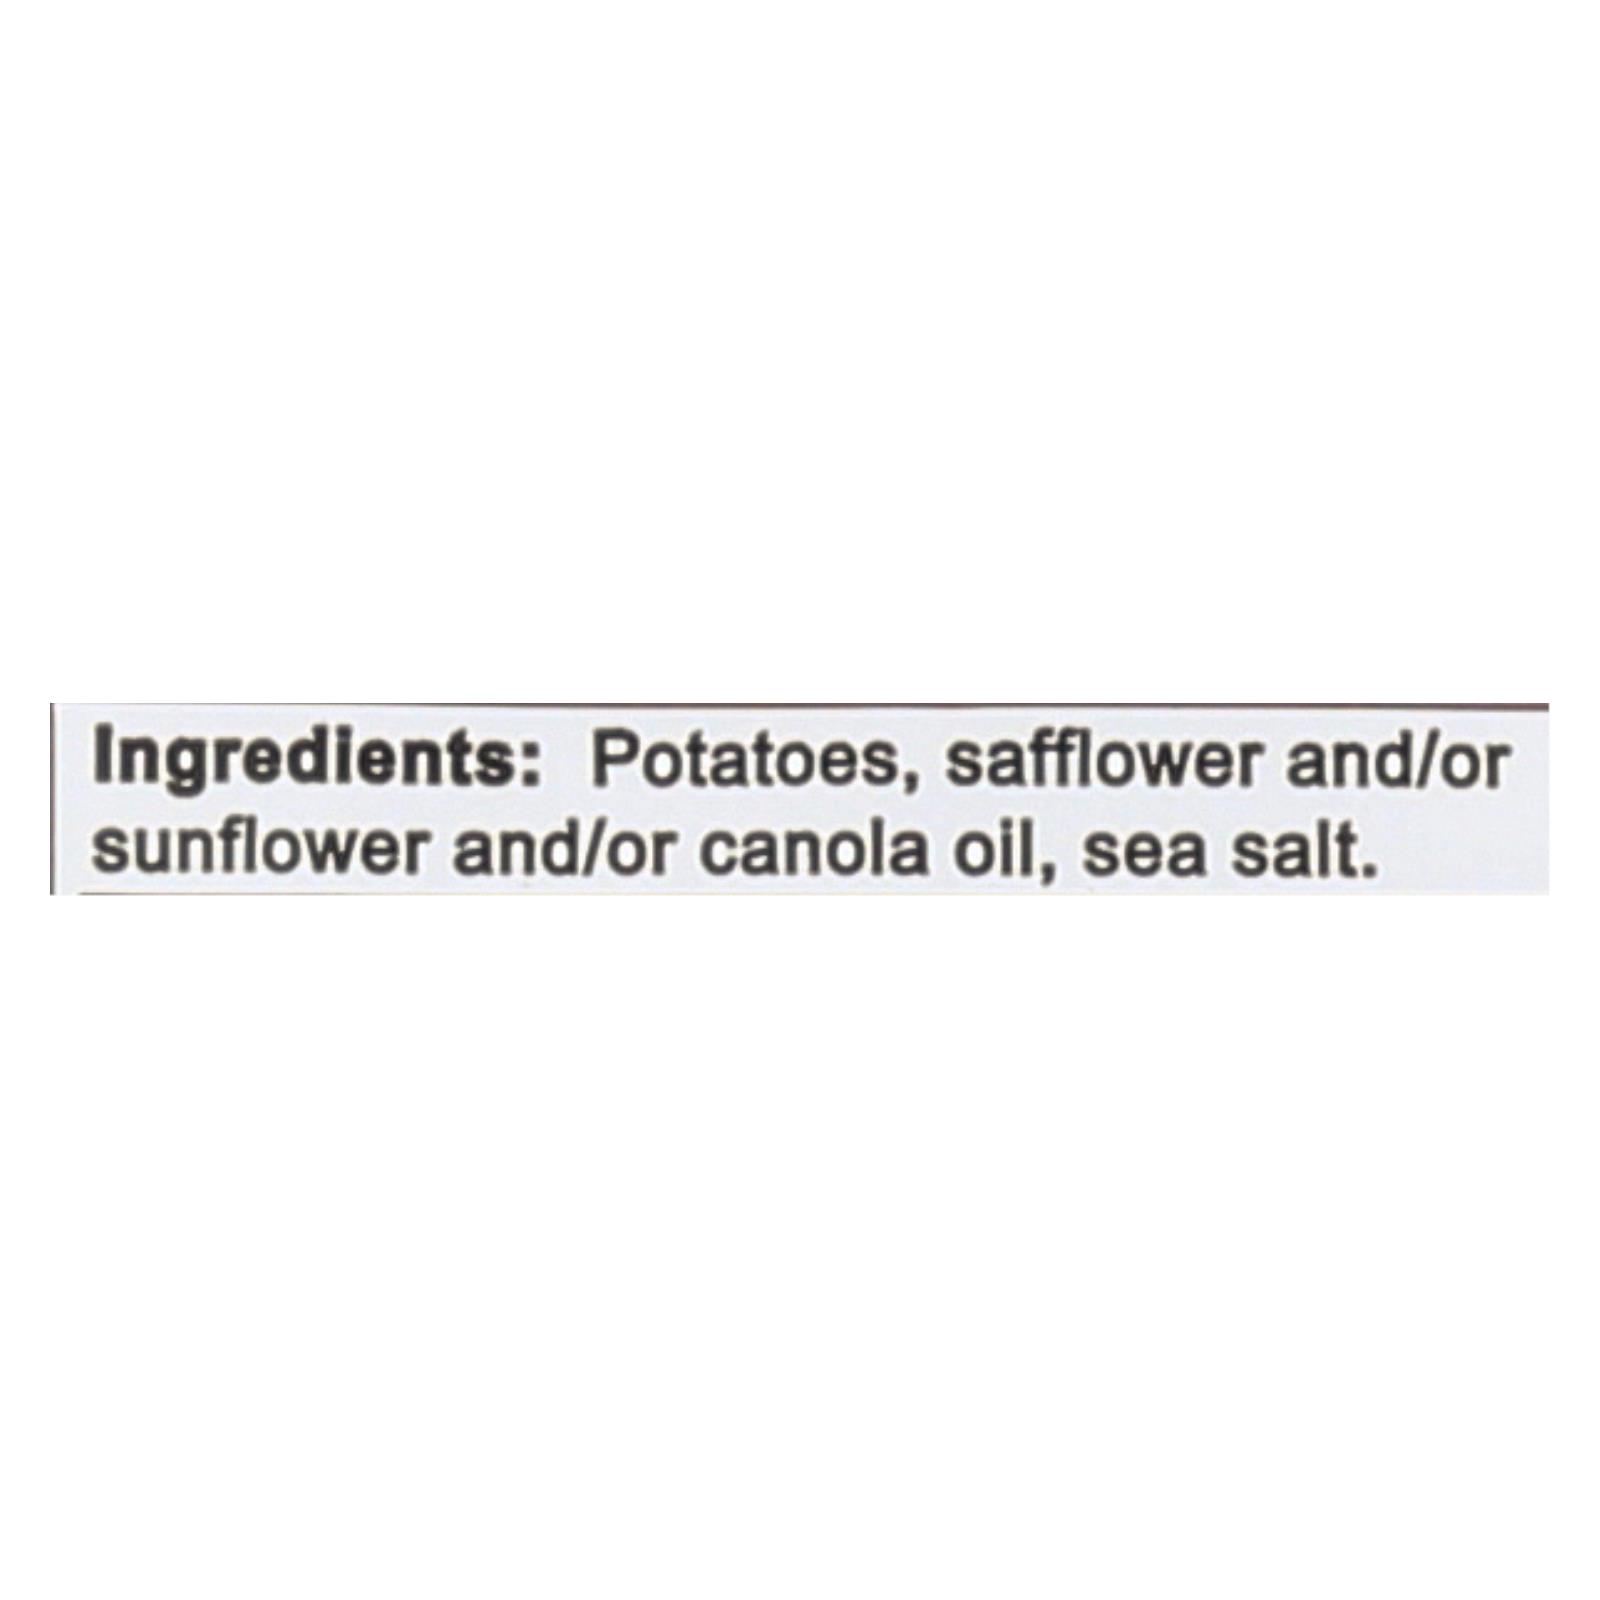 Ingredients: Potatoes, safflower and/or
sunflower and/or canola oil, sea salt.